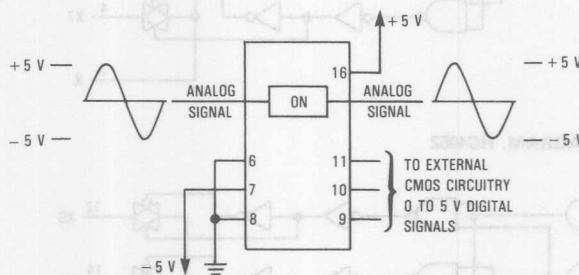 +5 V
16
+5 V
ANALOG SIGNAL
ON
ANALOG SIGNAL
+5 V
-5 V
-5 V
6
7
8
-5 V
11
10
9
TO EXTERNAL
CMOS CIRCUITRY
0 TO 5 V DIGITAL
SIGNALS